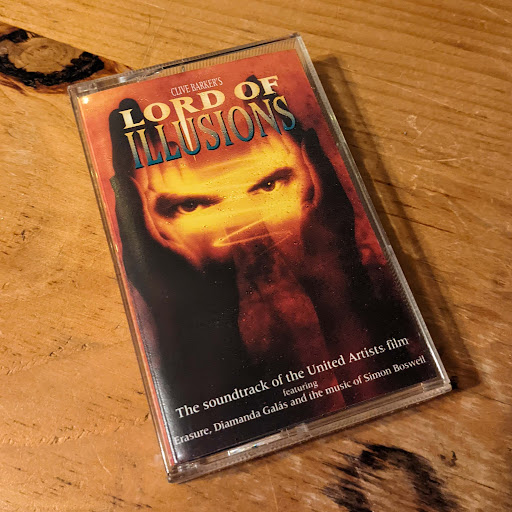 CLIVE BARKER'S
LORD OF
ILLUSIONS
The soundtrack of the United Artists film
featuring
Erasure, Diamanda Galás and the music of Simon Boswell